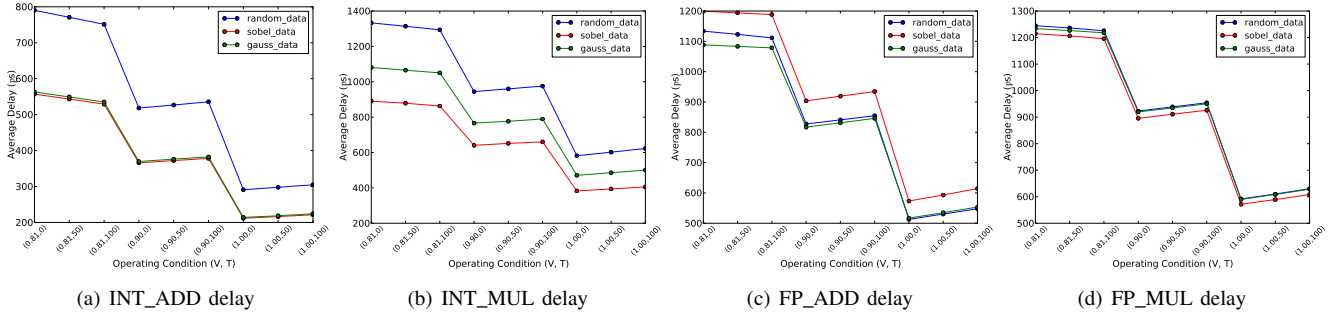 800
700
600
500
400
300
200
Average Delay (ps)
random_data
sobel_data
gauss_data
(0.81,0)
(0.81,50)
(0.81,100)
(0.90,0)
(0.90,50)
(0.90,100)
(1.00,0)
(1.00,50)
(1.00,100)
Operating Condition (V, T)
(a) INT_ADD delay
1400
1200
1000
800
600
400
200
Average Delay (ps)
random_data
sobel_data
gauss_data
(0.81,0)
(0.81,50)
(0.81,100)
(0.90,0)
(0.90,50)
(0.90,100)
(1.00,0)
(1.00,50)
(1.00,100)
Operating Condition (V, T)
(b) INT_MUL delay
1200
1100
1000
900
800
700
600
500
Average Delay (ps)
random_data
sobel_data
gauss_data
(0.81,0)
(0.81,50)
(0.81,100)
(0.90,0)
(0.90,50)
(0.90,100)
(1.00,0)
(1.00,50)
(1.00,100)
Operating Condition (V, T)
(c) FP_ADD delay
1300
1200
1100
1000
900
800
700
600
500
Average Delay (ps)
random_data
sobel_data
gauss_data
(0.81,0)
(0.81,50)
(0.81,100)
(0.90,0)
(0.90,50)
(0.90,100)
(1.00,0)
(1.00,50)
(1.00,100)
Operating Condition (V, T)
(d) FP_MUL delay